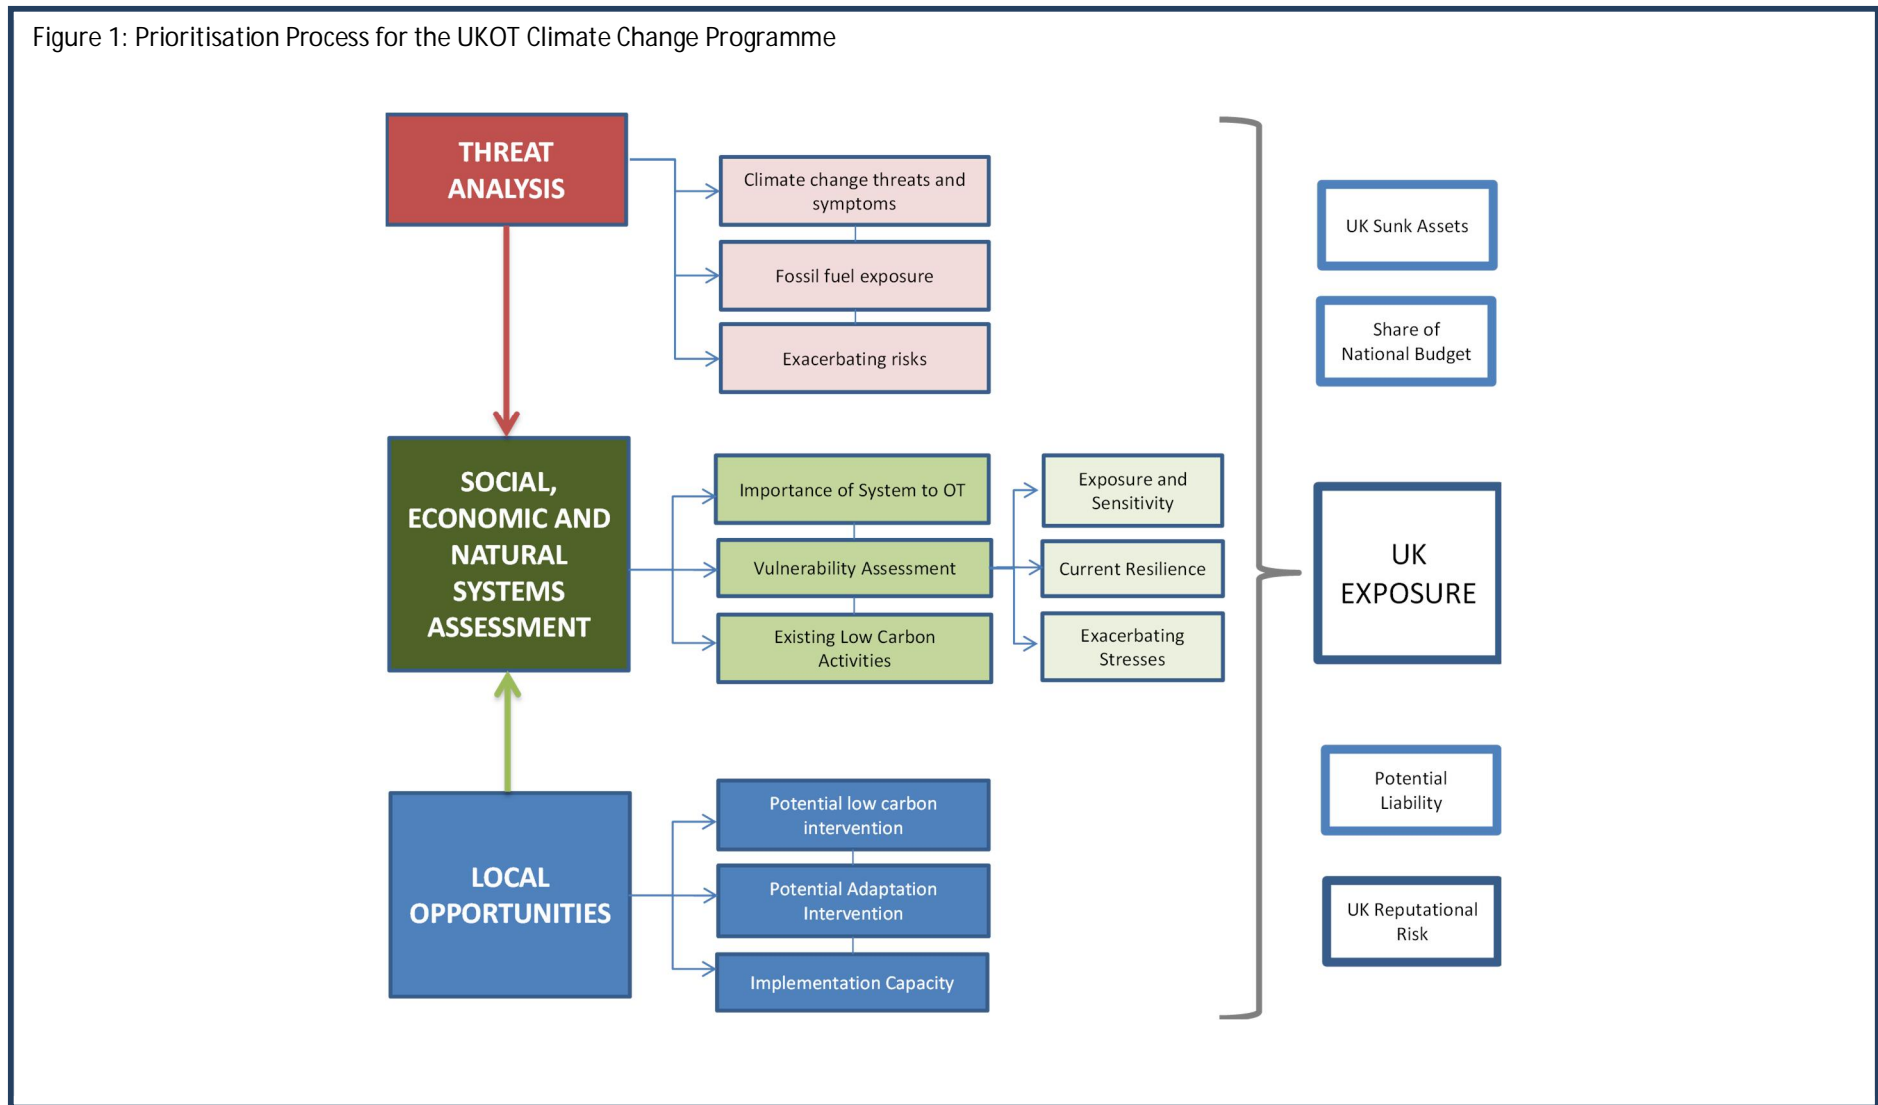 Figure 1: Prioritisation Process for the UKOT Climate Change Programme
THREAT
ANALYSIS
Climate change threats and
symptoms
Fossil fuel exposure
Exacerbating risks
SOCIAL,
ECONOMIC AND
NATURAL
SYSTEMS
ASSESSMENT
Importance of System to OT
Vulnerability Assessment
Existing Low Carbon
Activities
Exposure and
Sensitivity
Current Resilience
Exacerbating
Stresses
LOCAL
OPPORTUNITIES
Potential low carbon
intervention
Potential Adaptation
Intervention
Implementation Capacity
UK Sunk Assets
Share of
National Budget
UK
EXPOSURE
Potential
Liability
UK Reputational
Risk